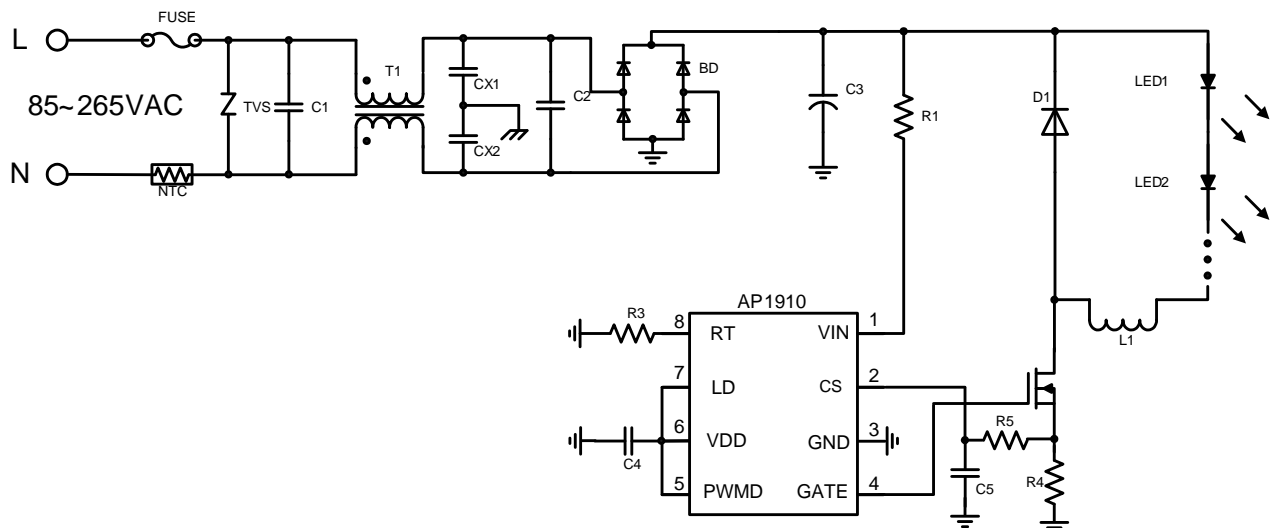 FUSE
L
T1
CX1
BD
LED1
85~265VAC
TVS
C1
C2
C3
R1
D1
CX2
N
NTC
LED2
AP1910
R3
8
RT
VIN
1
L1
7
LD
CS
2
6
VDD
GND
3
R5
C4
5
PWMD
GATE
4
C5
R4